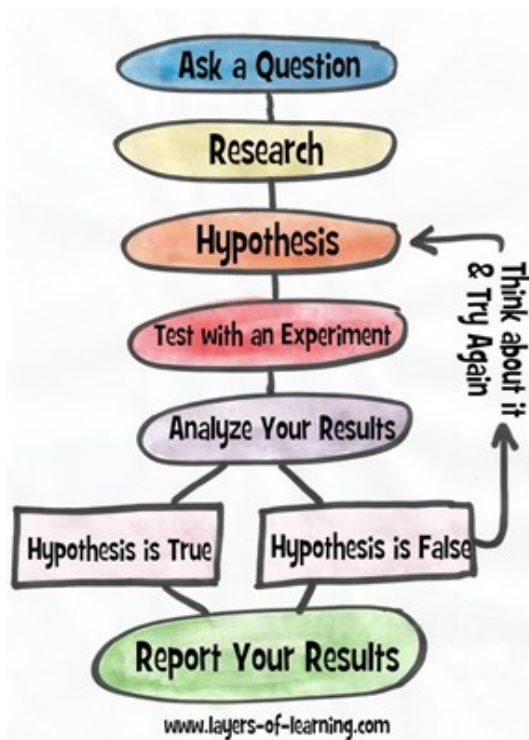 Ask a Question
Research
Hypothesis
Think about it
& Try Again
Test with an Experiment
Analyze Your Results
Hypothesis is True
Hypothesis is False
Report Your Results
www.layers-of-learning.com